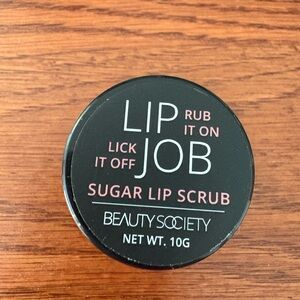 LIP RUB IT ON
LICK IT OFF JOB
SUGAR LIP SCRUB
BEAUTY SOCIETY
NET WT. 10G